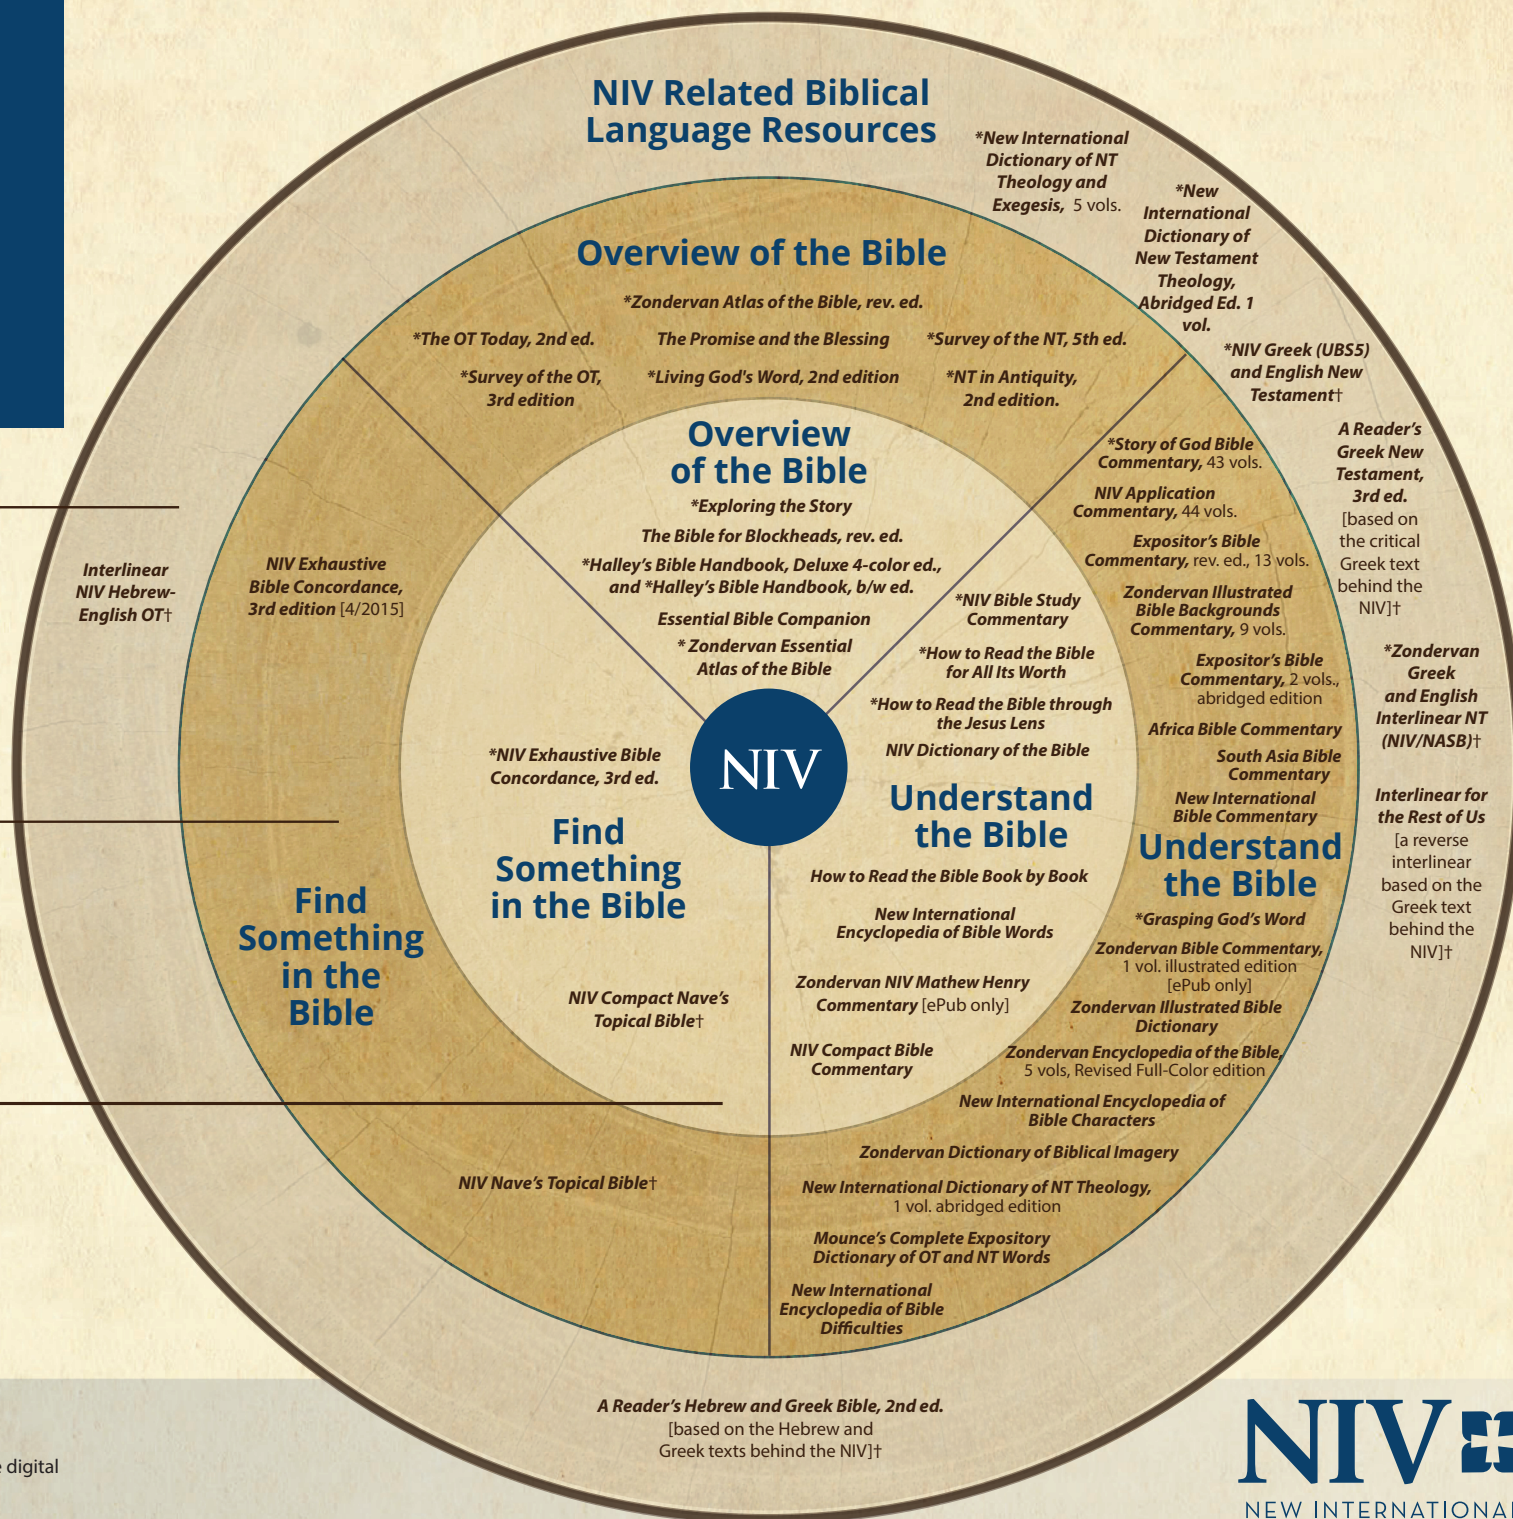 NIV Related Biblical
Language Resources
*New International
Dictionary of NT
Theology and
Exegesis, 5 vols.
*New
International
Dictionary of
New Testament
Theology,
Abridged Ed. 1
vol.
*NIV Greek (UBS5)
and English New
Testament†
A Reader's
Greek New
Testament,
3rd ed.
[based on
the critical
Greek text
behind the
NIV]†
*Zondervan
Greek
and English
Interlinear NT
(NIV/NASB)†
Interlinear for
the Rest of Us
[a reverse
interlinear
based on the
Greek text
behind the
NIV]†
Interlinear
NIV Hebrew-
English OT†
A Reader's Hebrew and Greek Bible, 2nd ed.
[based on the Hebrew and
Greek texts behind the NIV]†
Overview of the Bible
*Zondervan Atlas of the Bible, rev. ed.
*The OT Today, 2nd ed.
The Promise and the Blessing
*Survey of the NT, 5th ed.
*Survey of the OT,
3rd edition
*Living God's Word, 2nd edition
*NT in Antiquity,
2nd edition.
*Story of God Bible
Commentary, 43 vols.
NIV Application
Commentary, 44 vols.
Expositor's Bible
Commentary, rev. ed., 13 vols.
Zondervan Illustrated
Bible Backgrounds
Commentary, 9 vols.
Expositor's Bible
Commentary, 2 vols.,
abridged edition
Africa Bible Commentary
South Asia Bible
Commentary
New International
Bible Commentary
Understand
the Bible
*Grasping God's Word
Zondervan Bible Commentary,
1 vol. illustrated edition
[ePub only]
Zondervan Illustrated Bible
Dictionary
Zondervan Encyclopedia of the Bible,
5 vols, Revised Full-Color edition
New International Encyclopedia of
Bible Characters
Zondervan Dictionary of Biblical Imagery
New International Dictionary of NT Theology,
1 vol. abridged edition
Mounce's Complete Expository
Dictionary of OT and NT Words
New International
Encyclopedia of Bible
Difficulties
NIV Exhaustive
Bible Concordance,
3rd edition [4/2015]
Find
Something
in the
Bible
NIV Nave's Topical Bible†
Overview
of the Bible
*Exploring the Story
The Bible for Blockheads, rev. ed.
*Halley's Bible Handbook, Deluxe 4-color ed.,
and *Halley's Bible Handbook, b/w ed.
Essential Bible Companion
* Zondervan Essential
Atlas of the Bible
*NIV Bible Study
Commentary
*How to Read the Bible
for All Its Worth
*How to Read the Bible through
the Jesus Lens
NIV Dictionary of the Bible
Understand
the Bible
How to Read the Bible Book by Book
New International
Encyclopedia of Bible Words
Zondervan NIV Mathew Henry
Commentary [ePub only]
NIV Compact Bible
Commentary
*NIV Exhaustive Bible
Concordance, 3rd ed.
Find
Something
in the Bible
NIV Compact Nave's
Topical Bible†
NIV
digital
NIV
NEW INTERNATIONAL